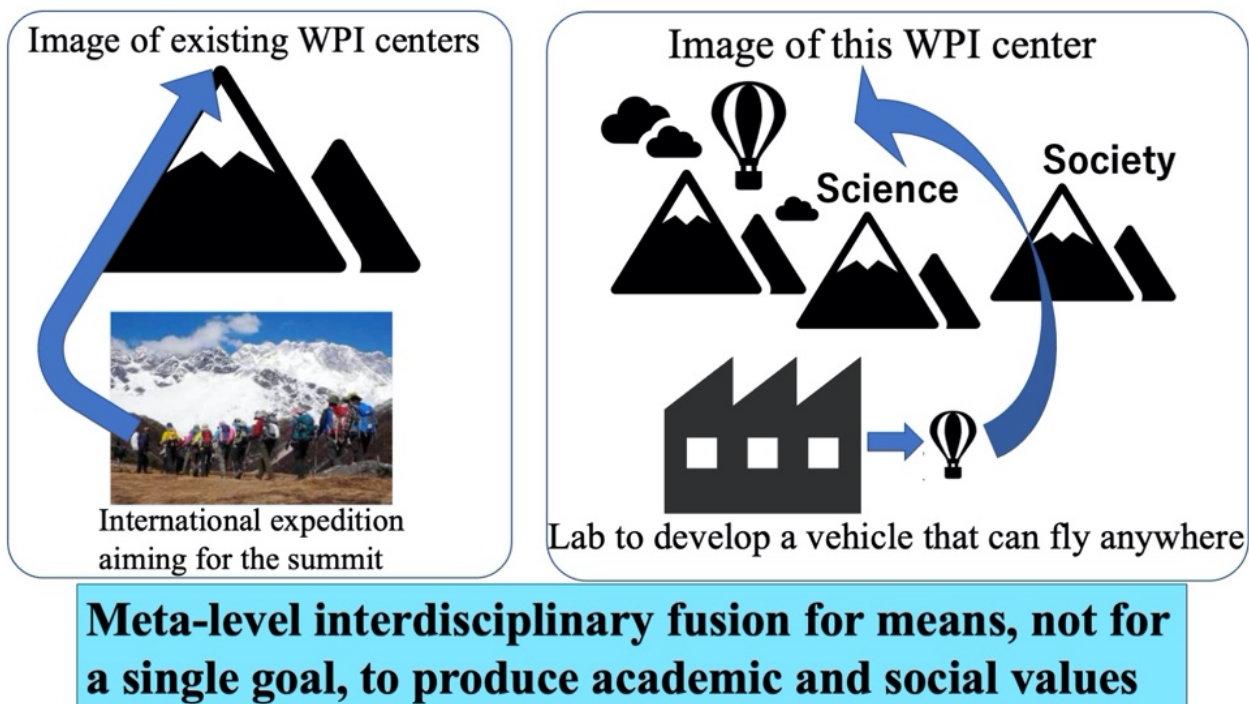 Image of existing WPI centers
International expedition
aiming for the summit
Image of this WPI center
Science
Society
Lab to develop a vehicle that can fly anywhere
Meta-level interdisciplinary fusion for means, not for
a single goal, to produce academic and social values